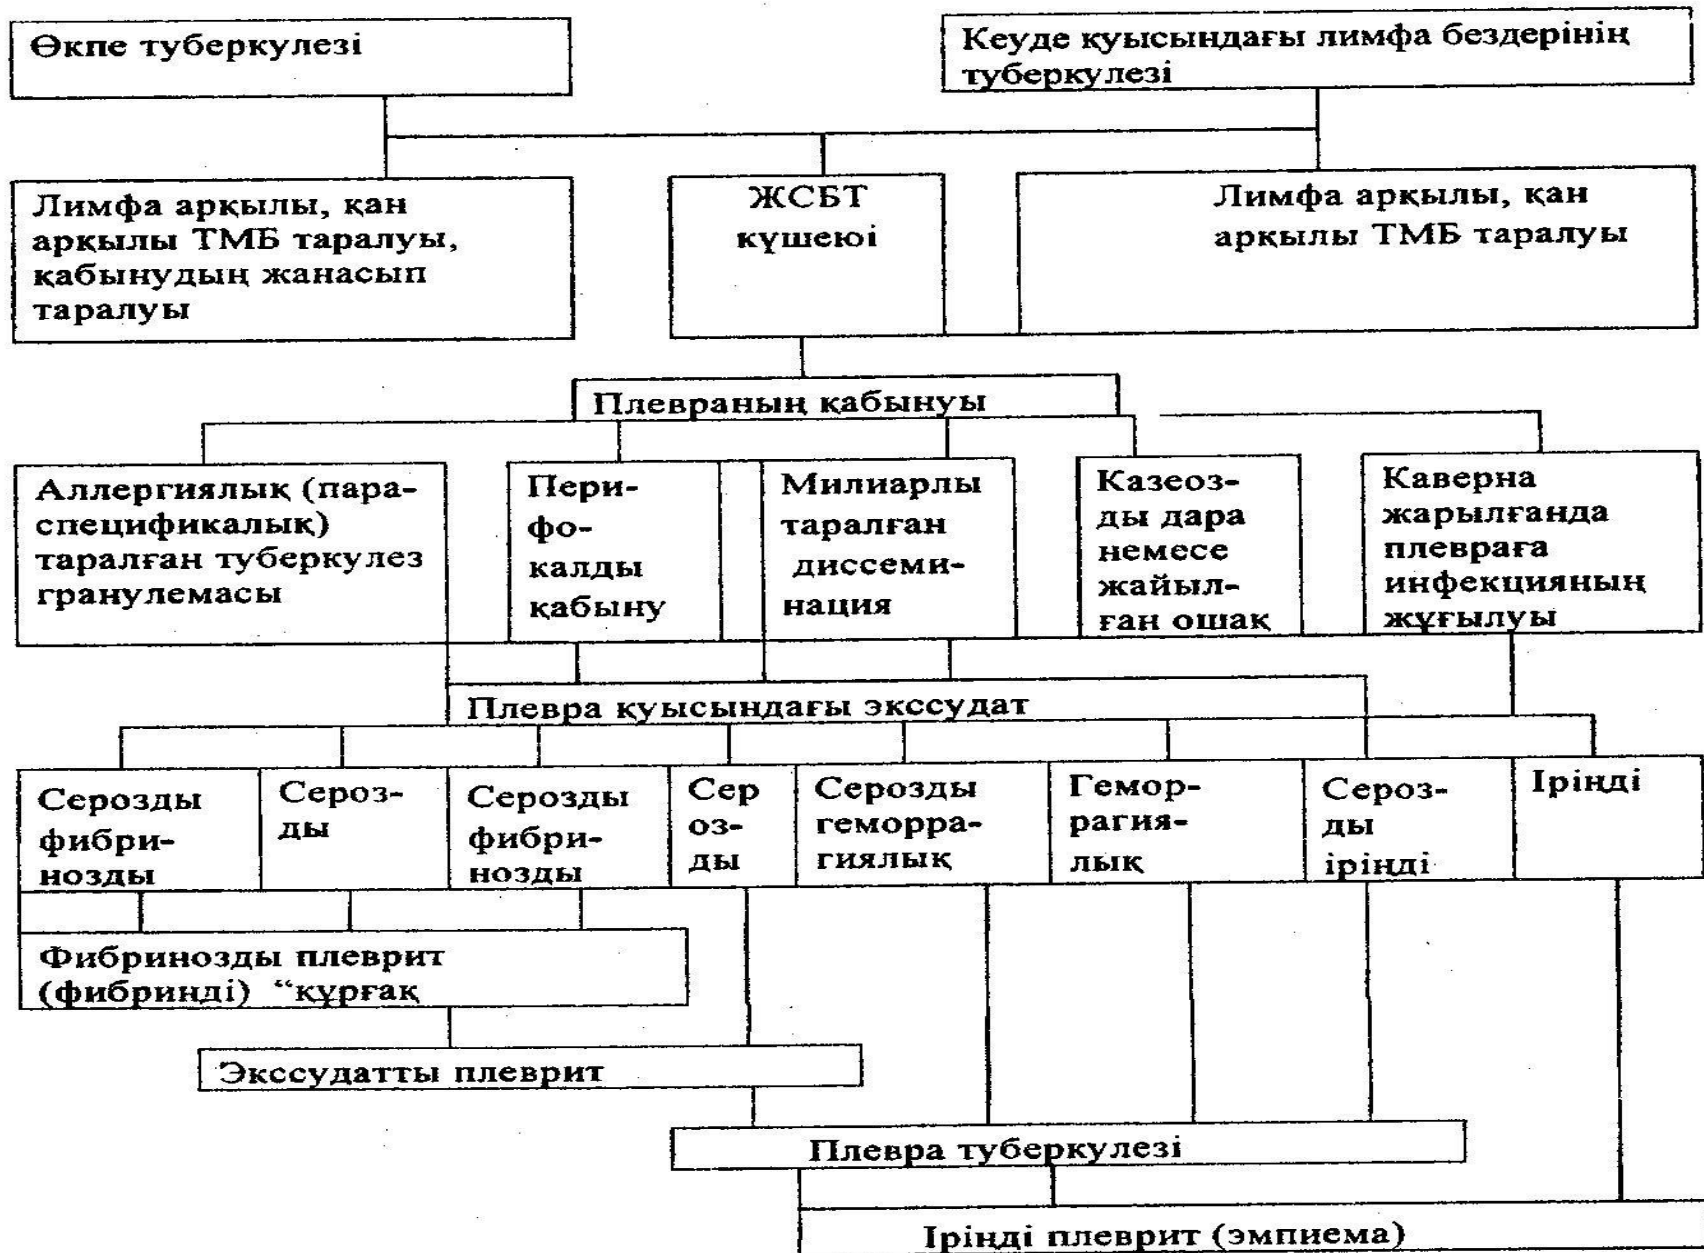 Өкпе туберкулезі
Кеуде қуысындағы лимфа бездерінің
туберкулезі
Лимфа арқылы, қан
арқылы ТМБ таралуы,
қабынудың жанасып
таралуы
ЖСБТ
күшеюі
Лимфа арқылы, қан
арқылы ТМБ таралуы
Плевраның қабынуы
Аллергиялық (пара-
спецификалық)
таралған туберкулез
гранулемасы
Пери-
фо-
калды
қабыну
Милиарлы
таралған
диссеми-
нация
Казеоз-
ды дара
немесе
жайыл-
ған ошақ
Каверна
жарылғанда
плевраға
инфекцияның
жұғылуы
Плевра қуысындағы экссудат
Серозды
фибри-
нозды
Сероз-
ды
Серозды
фибри-
нозды
Сер
оз-
ды
Серозды
геморра-
гиялық
Гемор-
рагия-
лық
Сероз-
ды
іріңді
Іріңді
Фибринозды плеврит
(фибринді) “құрғақ
Экссудатты плеврит
Плевра туберкулезі
Іріңді плеврит (эмпиема)